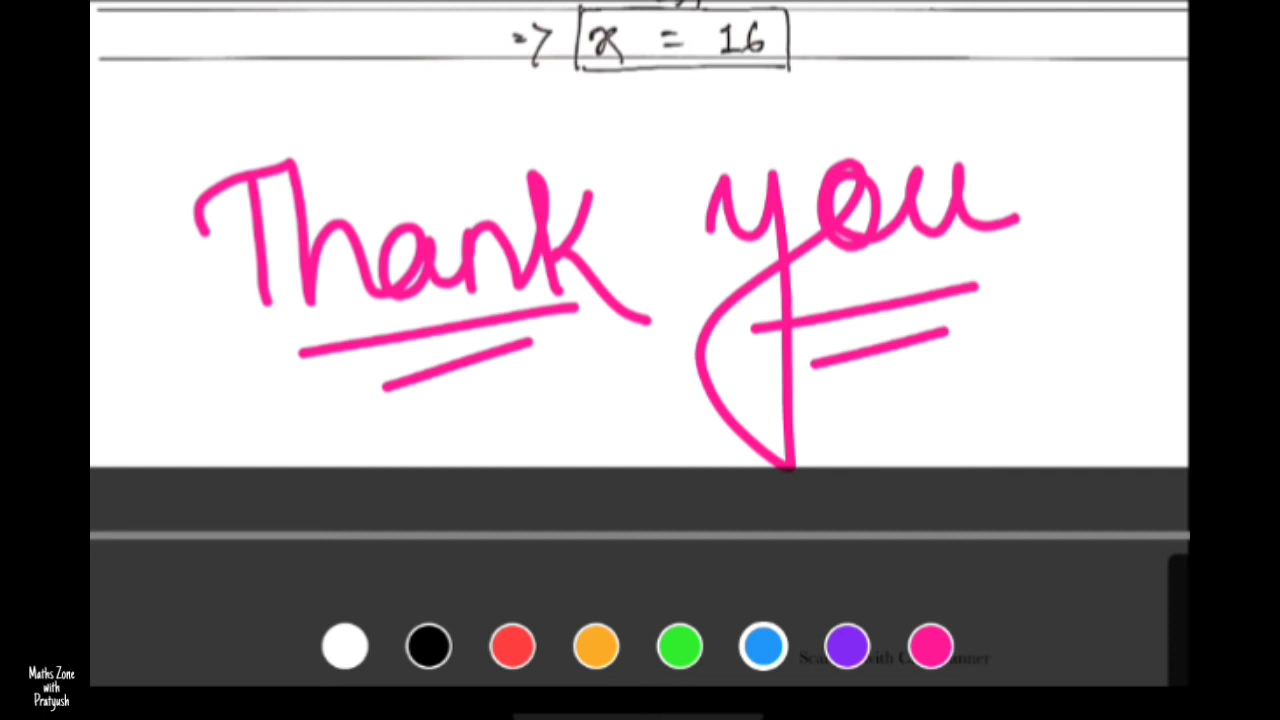 => x = 16
Thank you
Maths Zone
with
Pratyush